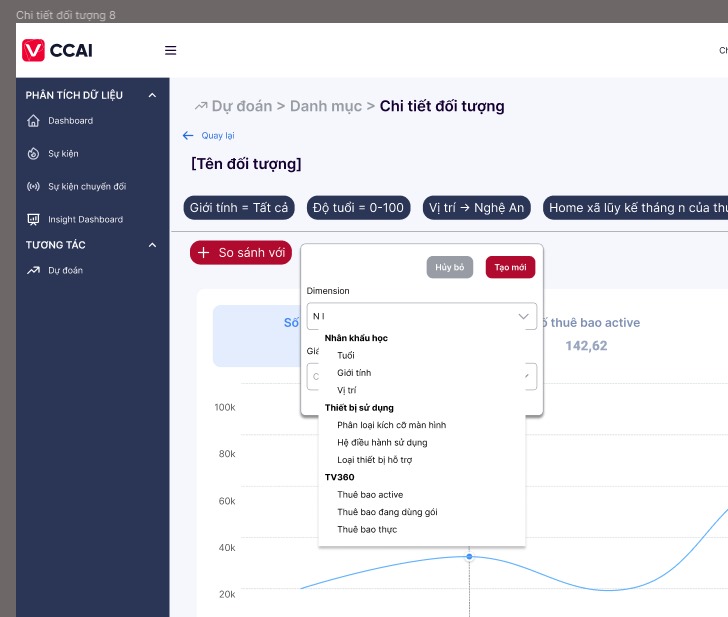 Chi tiết đối tượng 8
CCAI
Ch
PHÂN TÍCH DỮ LIỆU
Dashboard
Sự kiện
Sự kiện chuyển đổi
Insight Dashboard
TƯƠNG TÁC
Dự đoán
Dự đoán > Danh mục > Chi tiết đối tượng
Quay lại
[Tên đối tượng]
Giới tính = Tất cả
Độ tuổi = 0-100
Vị trí → Nghệ An
Home xã lũy kế tháng n của thu
+ So sánh với
Hủy bỏ
Tạo mới
Dimension
N I
Giá
C
Nhân khẩu học
Tuổi
Giới tính
Vị trí
Thiết bị sử dụng
Phân loại kích cỡ màn hình
Hệ điều hành sử dụng
Loại thiết bị hỗ trợ
TV360
Thuê bao active
Thuê bao đang dùng gói
Thuê bao thực
Số
ố thuê bao active
142,62
100k
80k
60k
40k
20k